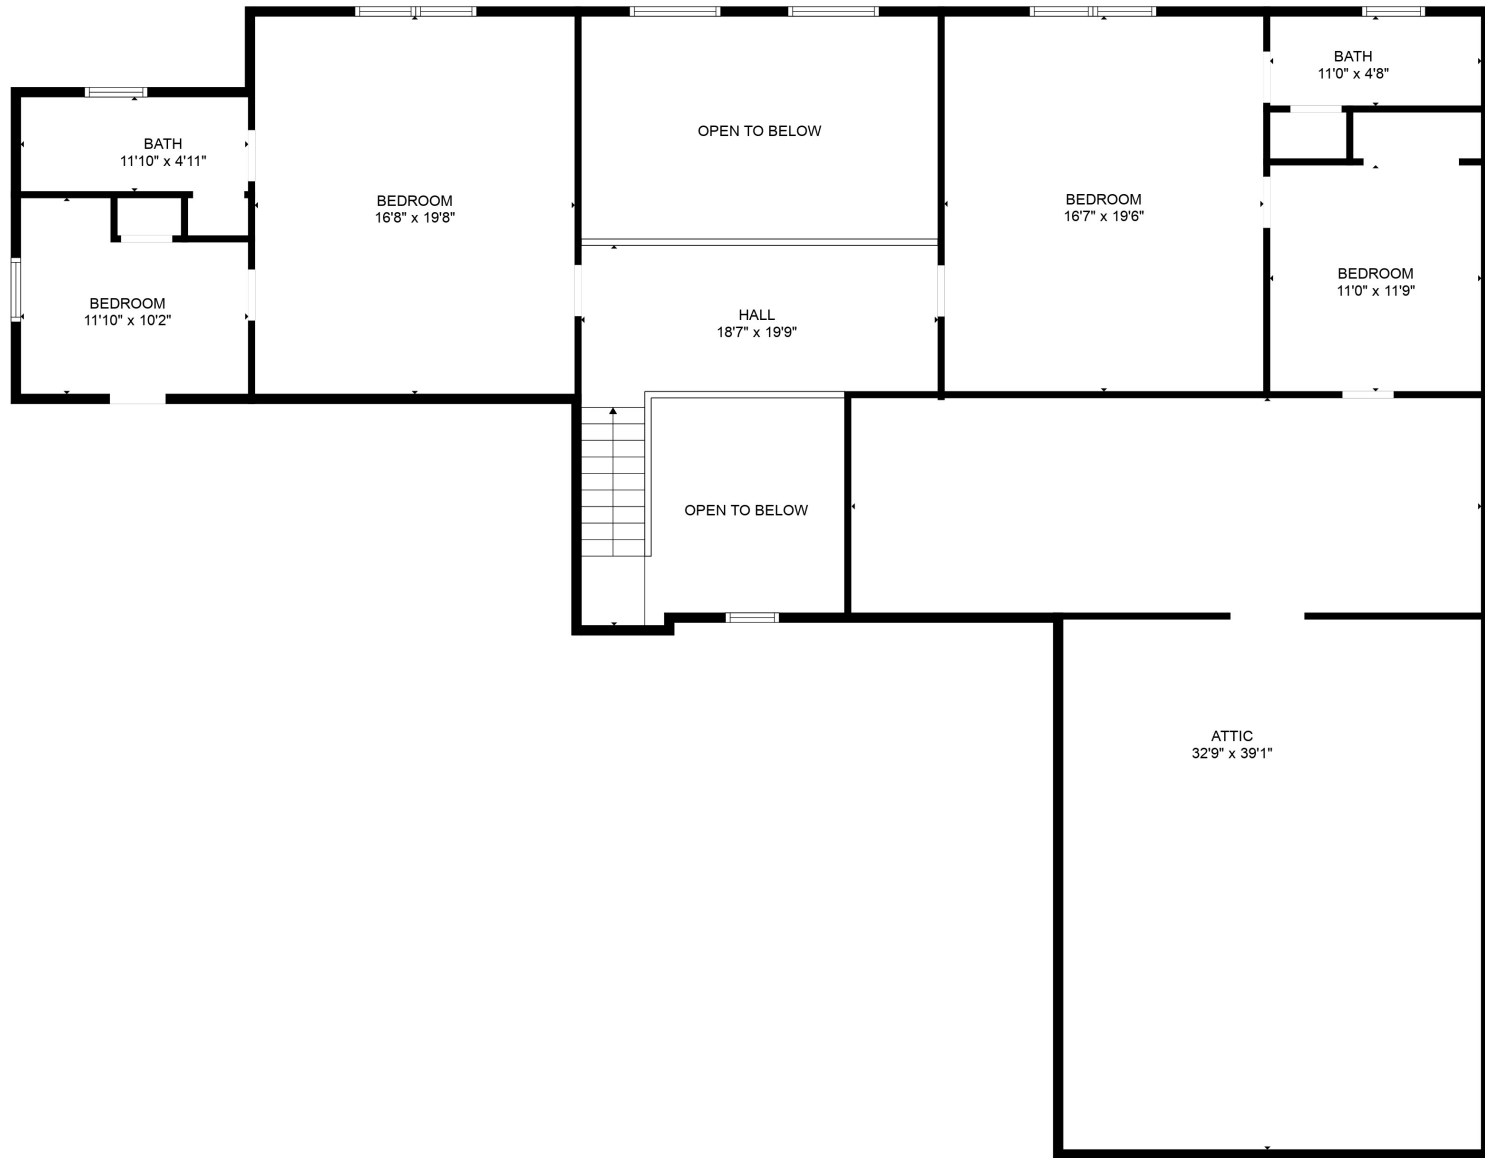 BATH
11'0" x 4'8"
OPEN TO BELOW
BATH
11'10" x 4'11"
BEDROOM
16'8" x 19'8"
BEDROOM
16'7" x 19'6"
BEDROOM
11'0" x 11'9"
BEDROOM
11'10" x 10'2"
HALL
18'7" x 19'9"
OPEN TO BELOW
ATTIC
32'9" x 39'1"